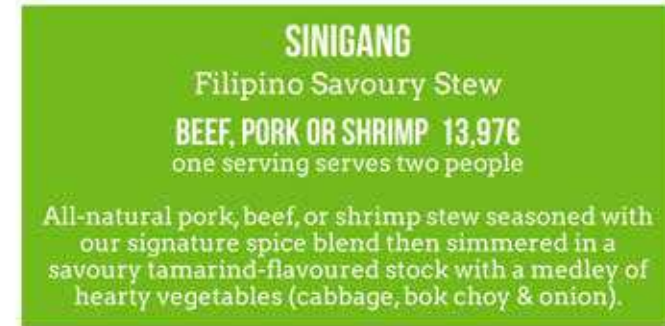 SINIGANG
Filipino Savoury Stew
BEEF, PORK OR SHRIMP 13,97€
one serving serves two people
All-natural pork, beef, or shrimp stew seasoned with
our signature spice blend then simmered in a
savoury tamarind-flavoured stock with a medley of
hearty vegetables (cabbage, bok choy & onion).